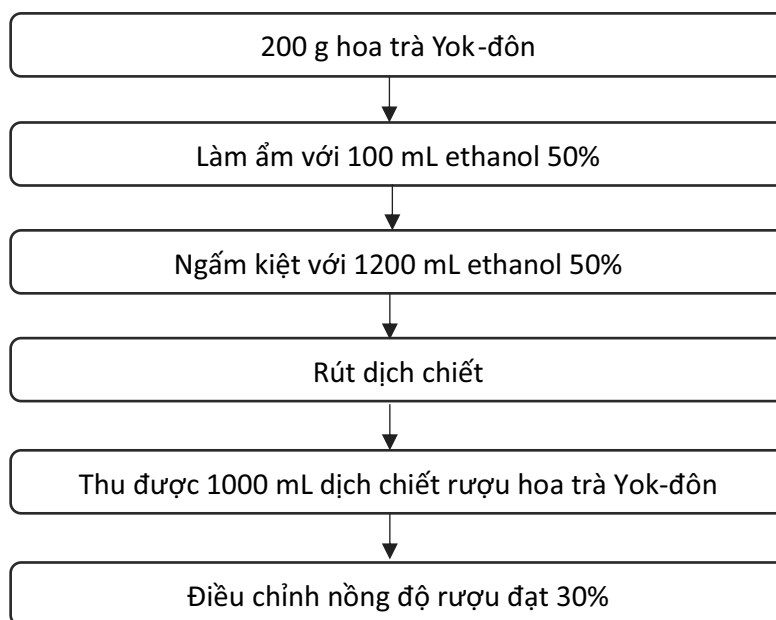 200 g hoa trà Yok-đôn
Làm ẩm với 100 mL ethanol 50%
Ngấm kiệt với 1200 mL ethanol 50%
Rút dịch chiết
Thu được 1000 mL dịch chiết rượu hoa trà Yok-đôn
Điều chỉnh nồng độ rượu đạt 30%